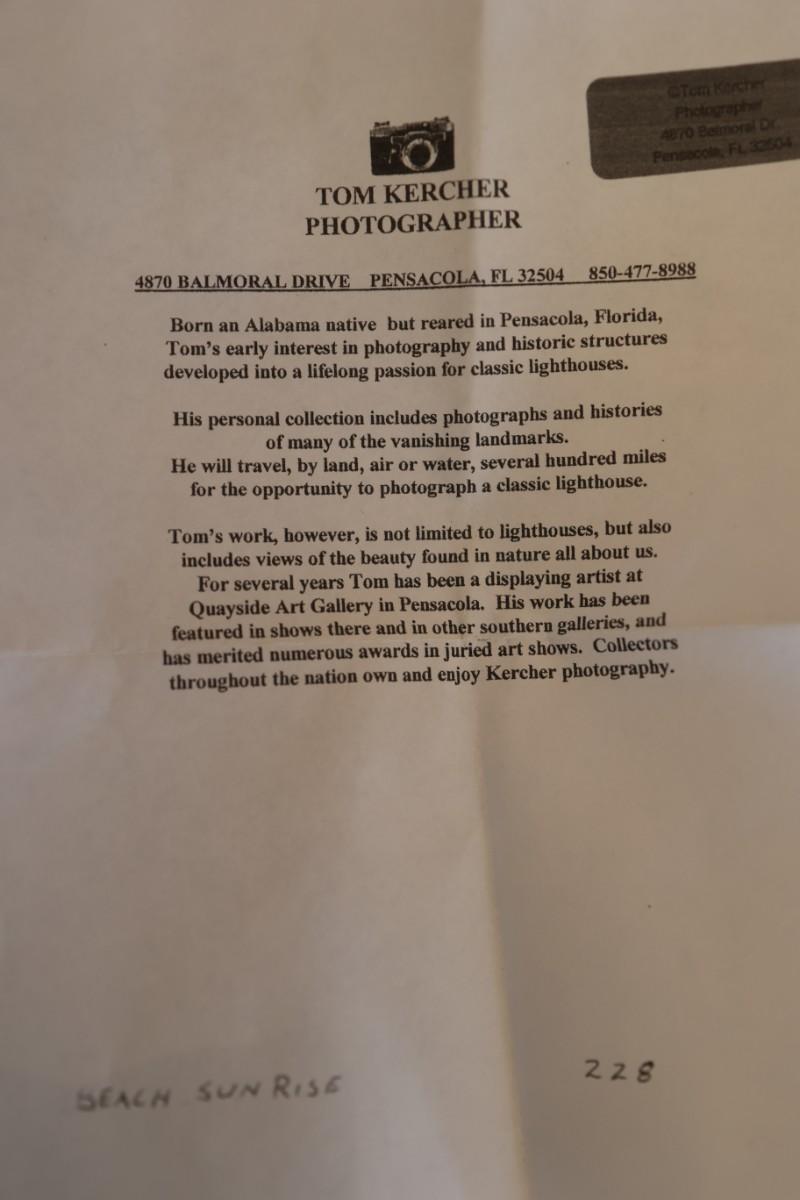 ©Tom Kercher
Photographer
4870 Balmoral Dr.
Pensacola, FL 32504
TOM KERCHER
PHOTOGRAPHER
4870 BALMORAL DRIVE PENSACOLA, FL 32504 850-477-8988
Born an Alabama native but reared in Pensacola, Florida,
Tom's early interest in photography and historic structures
developed into a lifelong passion for classic lighthouses.
His personal collection includes photographs and histories
of many of the vanishing landmarks.
He will travel, by land, air or water, several hundred miles
for the opportunity to photograph a classic lighthouse.
Tom's work, however, is not limited to lighthouses, but also
includes views of the beauty found in nature all about us.
For several years Tom has been a displaying artist at
Quayside Art Gallery in Pensacola. His work has been
featured in shows there and in other southern galleries, and
has merited numerous awards in juried art shows. Collectors
throughout the nation own and enjoy Kercher photography.
BEACH SUNRISE 228